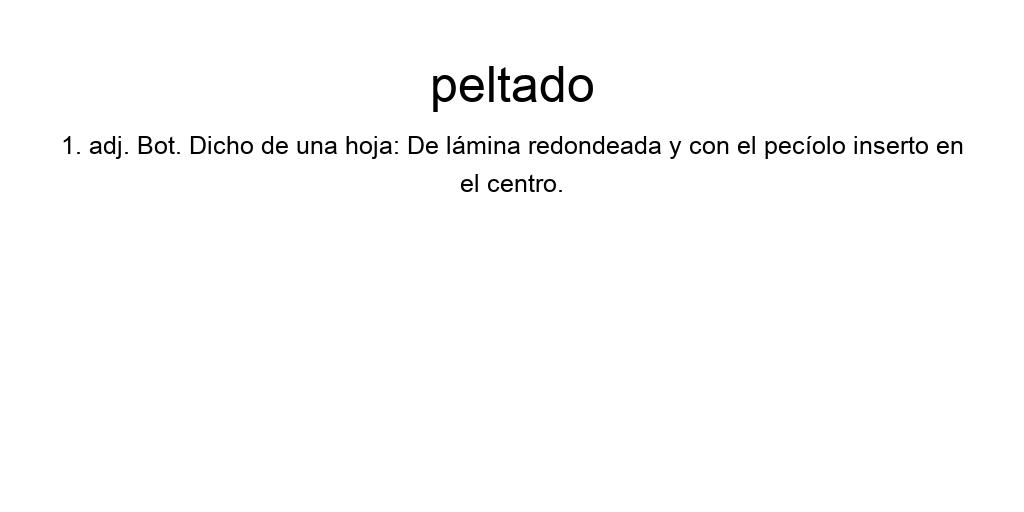 peltado
1. adj. Bot. Dicho de una hoja: De lámina redondeada y con el pecíolo inserto en
el centro.